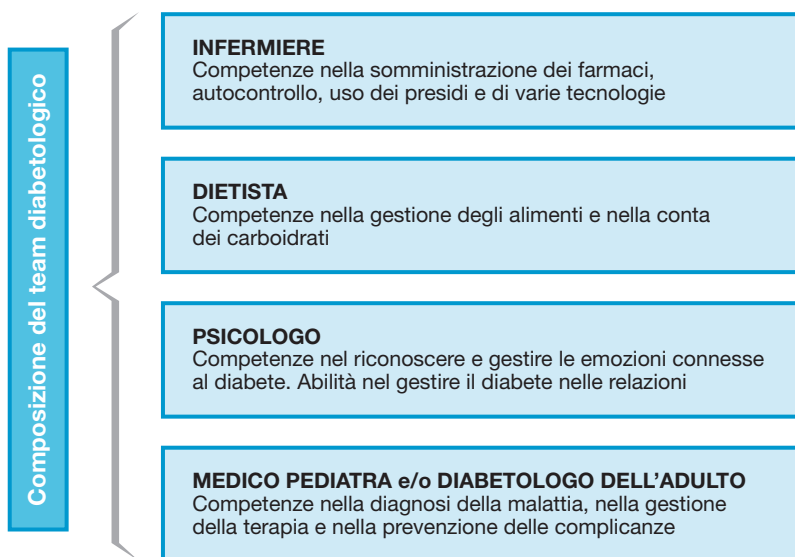 Composizione del team diabetologico
INFERMIERE
Competenze nella somministrazione dei farmaci,
autocontrollo, uso dei presidi e di varie tecnologie
DIETISTA
Competenze nella gestione degli alimenti e nella conta
dei carboidrati
PSICOLOGO
Competenze nel riconoscere e gestire le emozioni connesse
al diabete. Abilità nel gestire il diabete nelle relazioni
MEDICO PEDIATRA e/o DIABETOLOGO DELL’ADULTO
Competenze nella diagnosi della malattia, nella gestione
della terapia e nella prevenzione delle complicanze